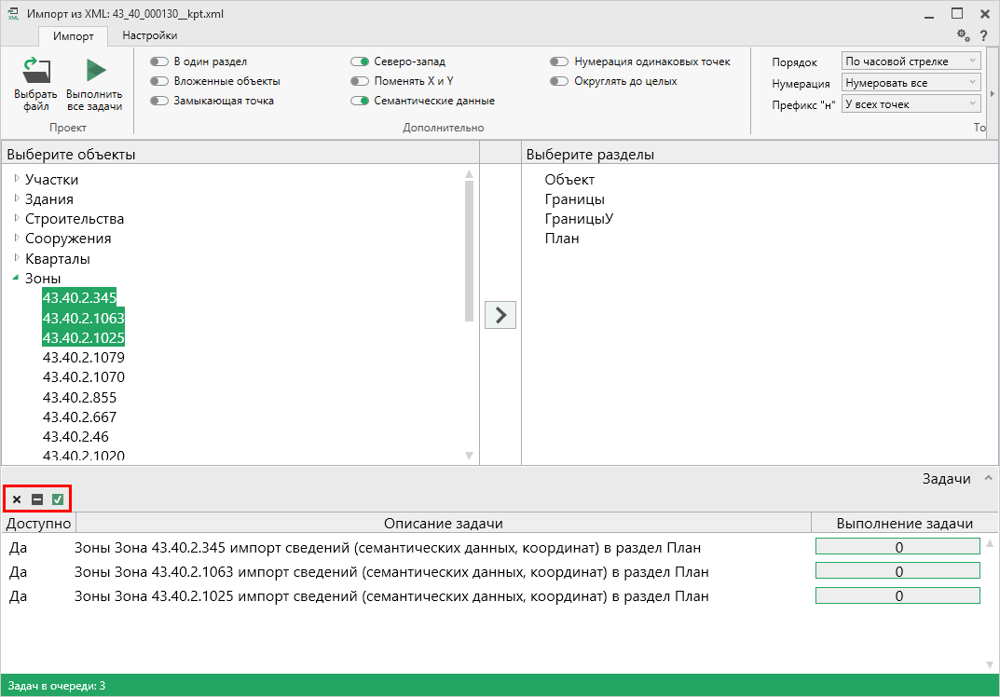 Импорт из XML: 43_40_000130__kpt.xml
Импорт Настройки
Выбрать файл
Выполнить все задачи
Проект
В один раздел
Вложенные объекты
Замыкающая точка
Северо-запад
Поменять X и Y
Семантические данные
Нумерация одинаковых точек
Округлять до целых
Дополнительно
Порядок По часовой стрелке
Нумерация Нумеровать все
Префикс "н" У всех точек
То
Выберите объекты
Участки
Здания
Строительства
Сооружения
Кварталы
Зоны
43.40.2.345
43.40.2.1063
43.40.2.1025
43.40.2.1079
43.40.2.1070
43.40.2.855
43.40.2.667
43.40.2.46
43.40.2.1020
Выберите разделы
Объект
Границы
ГраницыУ
План
Задачи
Доступно Описание задачи Выполнение задачи
Да Зоны Зона 43.40.2.345 импорт сведений (семантических данных, координат) в раздел План 0
Да Зоны Зона 43.40.2.1063 импорт сведений (семантических данных, координат) в раздел План 0
Да Зоны Зона 43.40.2.1025 импорт сведений (семантических данных, координат) в раздел План 0
Задач в очереди: 3